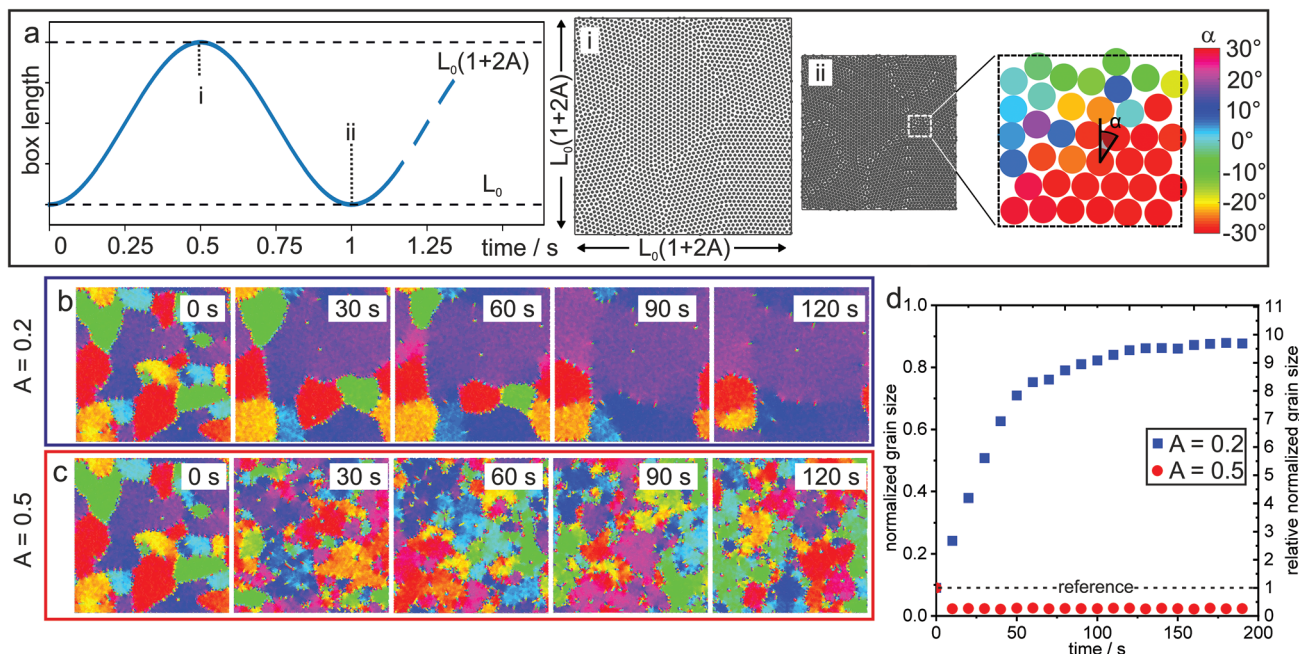 a
box length
L₀(1+2A)
i
ii
L₀
0 0.25 0.5 0.75 1 1.25 time / s
i
L₀(1+2A)
L₀(1+2A)
ii
α
α
30°
20°
10°
0°
-10°
-20°
-30°
b
A = 0.2
0 s 30 s 60 s 90 s 120 s
c
A = 0.5
0 s 30 s 60 s 90 s 120 s
d
normalized grain size
1.0
0.8
0.6
0.4
0.2
0.0
A = 0.2
A = 0.5
reference
11
10
9
8
7
6
5
4
3
2
1
0
relative normalized grain size
0 50 100 150 200
time / s